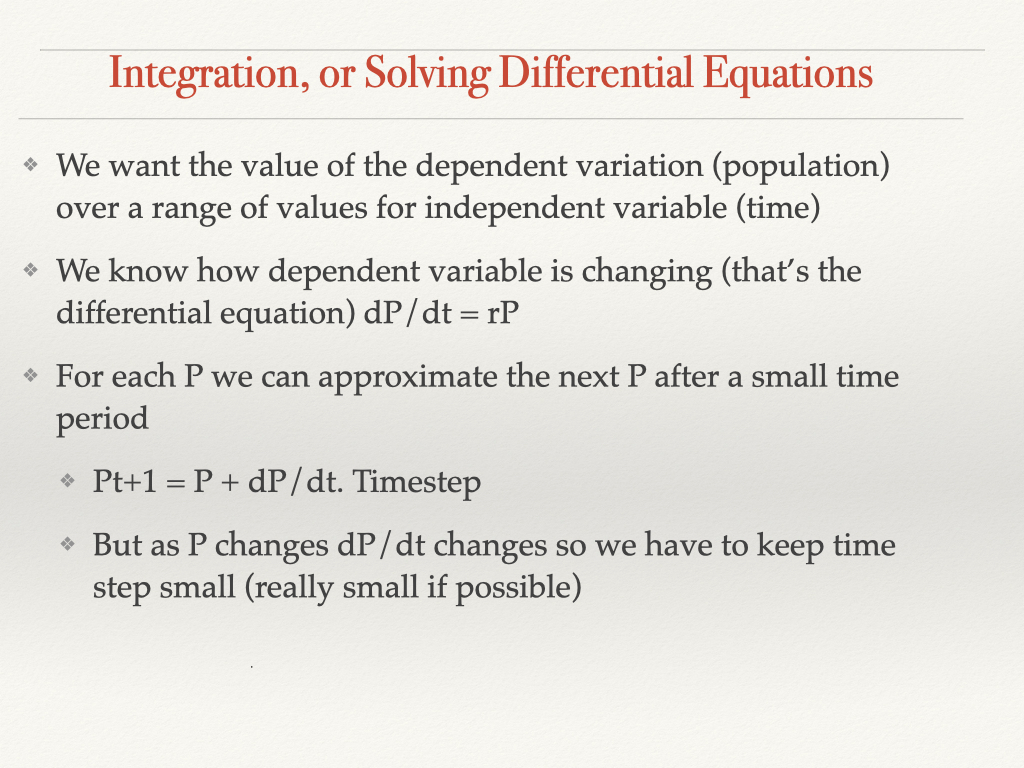 Integration, or Solving Differential Equations
We want the value of the dependent variation (population)
over a range of values for independent variable (time)
We know how dependent variable is changing (that’s the
differential equation) dP/dt = rP
For each P we can approximate the next P after a small time
period
Pt+1 = P + dP/dt. Timestep
But as P changes dP/dt changes so we have to keep time
step small (really small if possible)
.